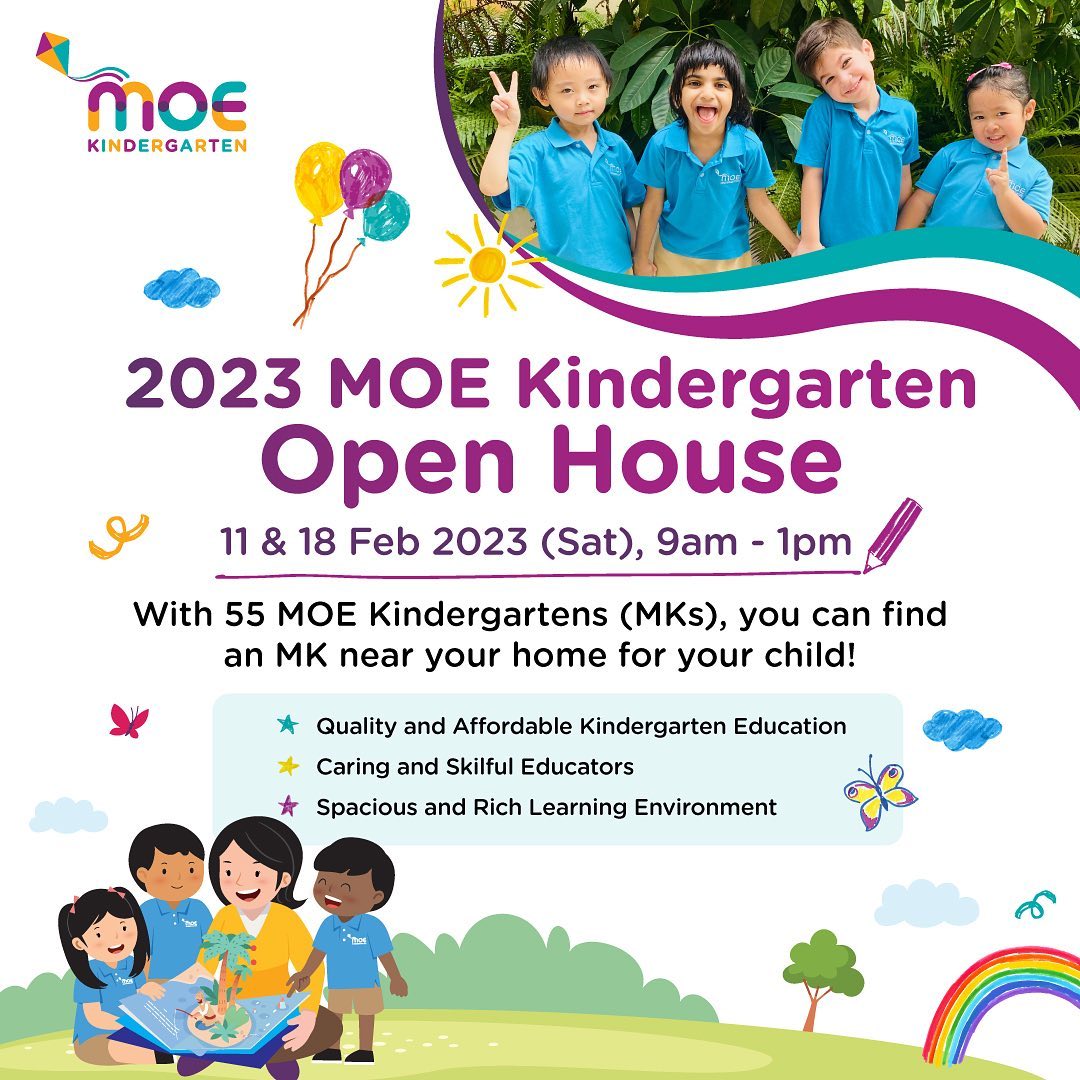 moe
KINDERGARTEN
2023 MOE Kindergarten
Open House
11 & 18 Feb 2023 (Sat), 9am - 1pm
With 55 MOE Kindergartens (MKs), you can find
an MK near your home for your child!
Quality and Affordable Kindergarten Education
Caring and Skilful Educators
Spacious and Rich Learning Environment